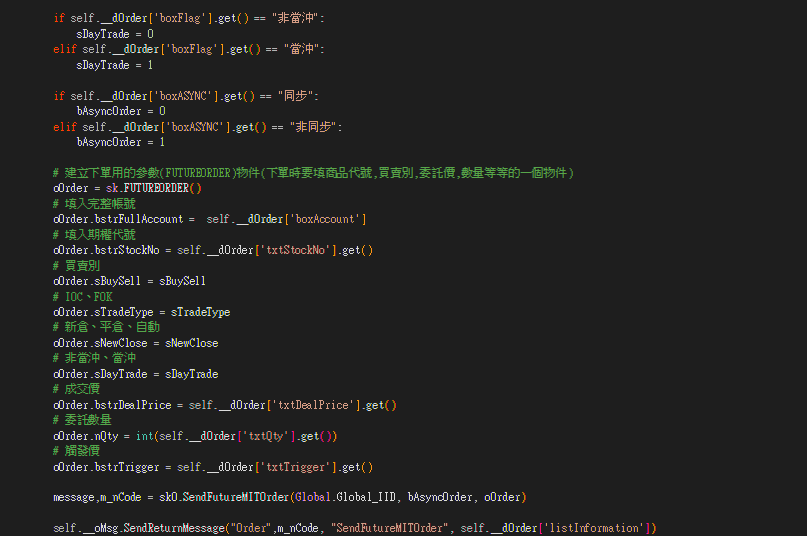 if self.__dOrder['boxFlag'].get() == "非當沖":
sDayTrade = 0
elif self.__dOrder['boxFlag'].get() == "當沖":
sDayTrade = 1
if self.__dOrder['boxASYNC'].get() == "同步":
bAsyncOrder = 0
elif self.__dOrder['boxASYNC'].get() == "非同步":
bAsyncOrder = 1
# 建立下單用的參數(FUTUREORDER)物件(下單時要填商品代號,買賣別,委託價,數量等等的一個物件)
oOrder = sk.FUTUREORDER()
# 填入完整帳號
oOrder.bstrFullAccount =  self.__dOrder['boxAccount']
# 填入期權代號
oOrder.bstrStockNo = self.__dOrder['txtStockNo'].get()
# 買賣別
oOrder.sBuySell = sBuySell
# IOC、FOK
oOrder.sTradeType = sTradeType
# 新倉、平倉、自動
oOrder.sNewClose = sNewClose
# 非當沖、當沖
oOrder.sDayTrade = sDayTrade
# 成交價
oOrder.bstrDealPrice = self.__dOrder['txtDealPrice'].get()
# 委託數量
oOrder.nQty = int(self.__dOrder['txtQty'].get())
# 觸發價
oOrder.bstrTrigger = self.__dOrder['txtTrigger'].get()
message,m_nCode = skO.SendFutureMITOrder(Global.Global_IID, bAsyncOrder, oOrder)
self.__oMsg.SendReturnMessage("Order",m_nCode, "SendFutureMITOrder", self.__dOrder['listInformation'])